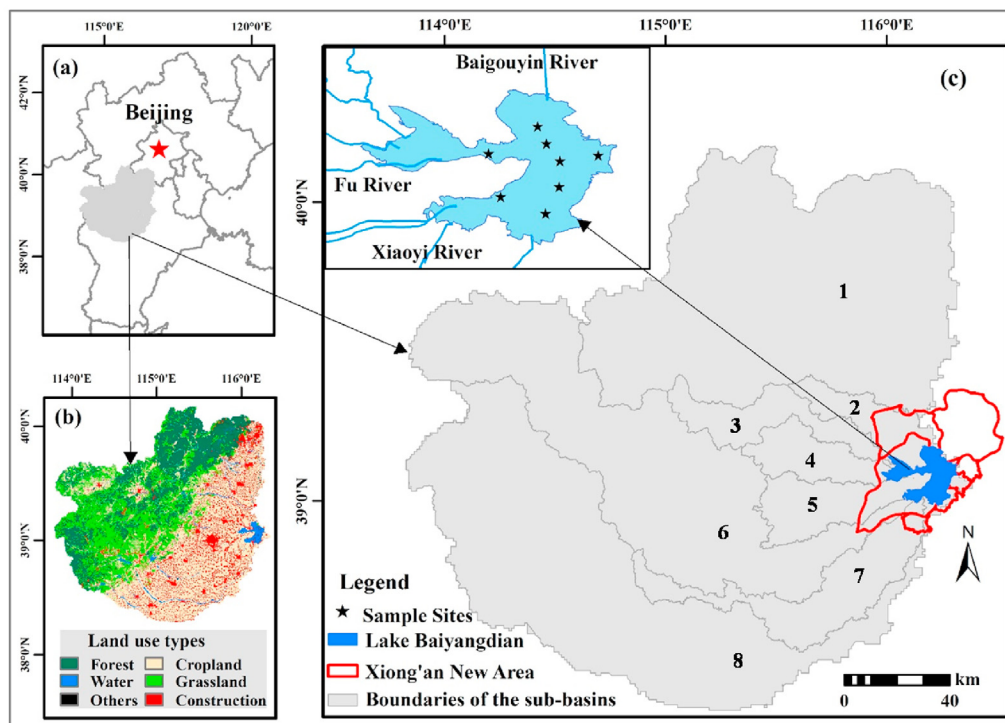 115°0'E
120°0'E
(a)
42°0'N
40°0'N
38°0'N
Beijing
114°0'E
115°0'E
116°0'E
(b)
40°0'N
39°0'N
38°0'N
Land use types
Forest
Cropland
Water
Grassland
Others
Construction
114°0'E
115°0'E
116°0'E
(c)
40°0'N
39°0'N
Baigouyin River
Fu River
Xiaoyi River
1
2
3
4
5
6
7
8
N
Legend
Sample Sites
Lake Baiyangdian
Xiong'an New Area
Boundaries of the sub-basins
km
0
40